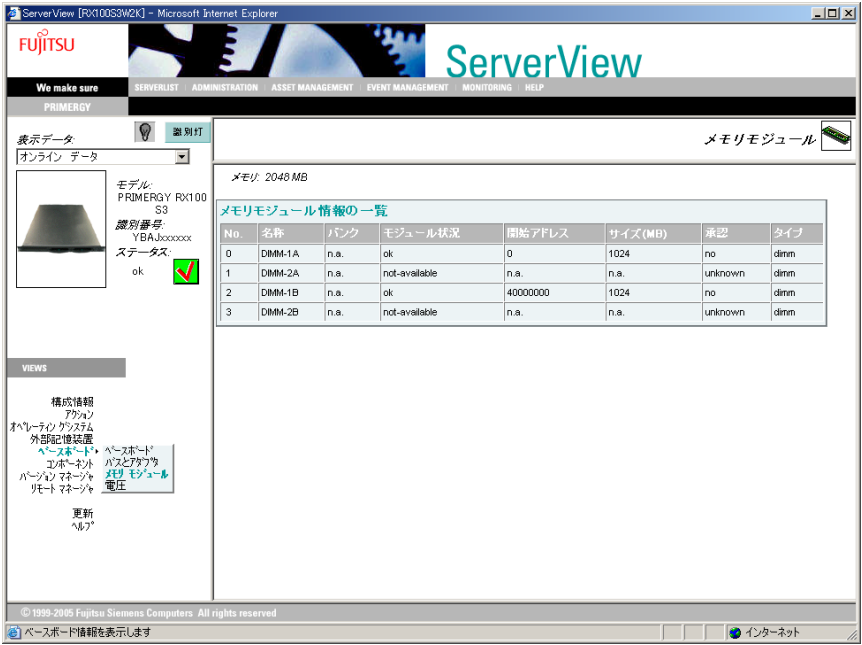 ServerView [RX100S3W2K] - Microsoft Internet Explorer
FUJITSU
ServerView
We make sure
SERVERLIST | ADMINISTRATION | ASSET MANAGEMENT | EVENT MANAGEMENT | MONITORING | HELP
PRIMERGY
表示データ:
識別灯
オンライン データ
メモリモジュール
モデル:
PRIMERGY RX100 S3
識別番号:
YBAJxxxxxx
ステータス:
ok
メモリ: 2048 MB
メモリモジュール情報の一覧
No. 名称 バンク モジュール状況 開始アドレス サイズ(MB) 承認 タイプ
0 DIMM-1A n.a. ok 0 1024 no dimm
1 DIMM-2A n.a. not-available n.a. n.a. unknown dimm
2 DIMM-1B n.a. ok 40000000 1024 no dimm
3 DIMM-2B n.a. not-available n.a. n.a. unknown dimm
VIEWS
構成情報
アクション
オペレーティングシステム
外部記憶装置
ベースボード
コンポーネント
バージョン マネージャ
リモート マネージャ
ベースボード
バスとアダプタ
メモリ モジュール
電圧
更新
ヘルプ
© 1999-2005 Fujitsu Siemens Computers All rights reserved
ベースボード情報を表示します
インターネット